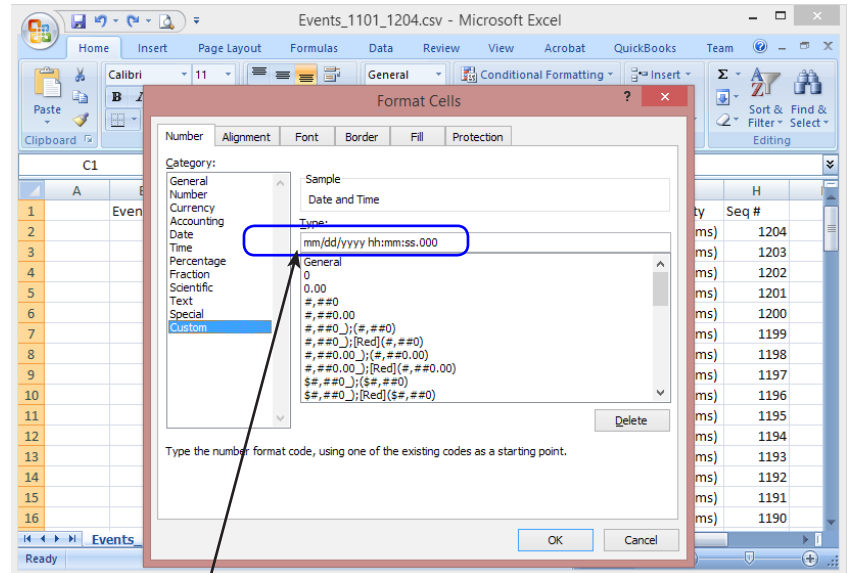 Events_1101_1204.csv - Microsoft Excel
Home Insert Page Layout Formulas Data Review View Acrobat QuickBooks Team
Calibri 11 General Conditional Formatting Insert Σ
Paste B I Sort & Find &
Filter Select
Clipboard Editing
Format Cells ?
Number Alignment Font Border Fill Protection
Category:
General
Number
Currency
Accounting
Date
Time
Percentage
Fraction
Scientific
Text
Special
Custom
Sample
Date and Time
Type:
mm/dd/yyyy hh:mm:ss.000
General
0
0.00
#,##0
#,##0.00
#,##0_);(#,##0)
#,##0_);[Red](#,##0)
#,##0.00_);(#,##0.00)
#,##0.00_);[Red](#,##0.00)
$#,##0_);($#,##0)
$#,##0_);[Red]($#,##0)
Delete
Type the number format code, using one of the existing codes as a starting point.
OK Cancel
C1
A H
1 Even ty Seq #
2 ms) 1204
3 ms) 1203
4 ms) 1202
5 ms) 1201
6 ms) 1200
7 ms) 1199
8 ms) 1198
9 ms) 1197
10 ms) 1196
11 ms) 1195
12 ms) 1194
13 ms) 1193
14 ms) 1192
15 ms) 1191
16 ms) 1190
Events_
Ready